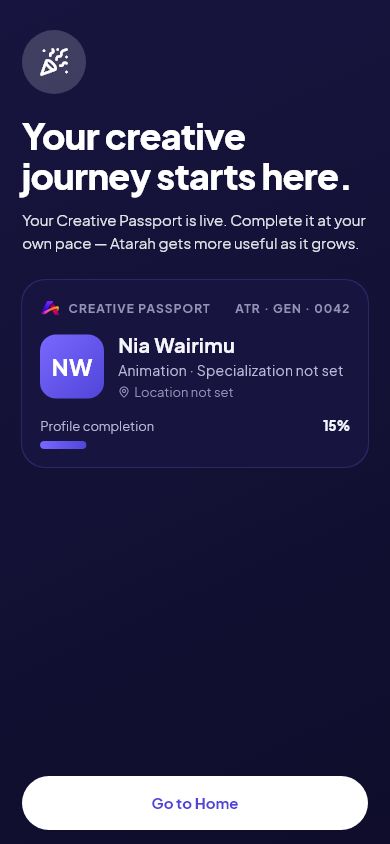 Your creative
journey starts here.
Your Creative Passport is live. Complete it at your
own pace — Atarah gets more useful as it grows.
CREATIVE PASSPORT ATR · GEN · 0042
NW
Nia Wairimu
Animation · Specialization not set
Location not set
Profile completion 15%
Go to Home